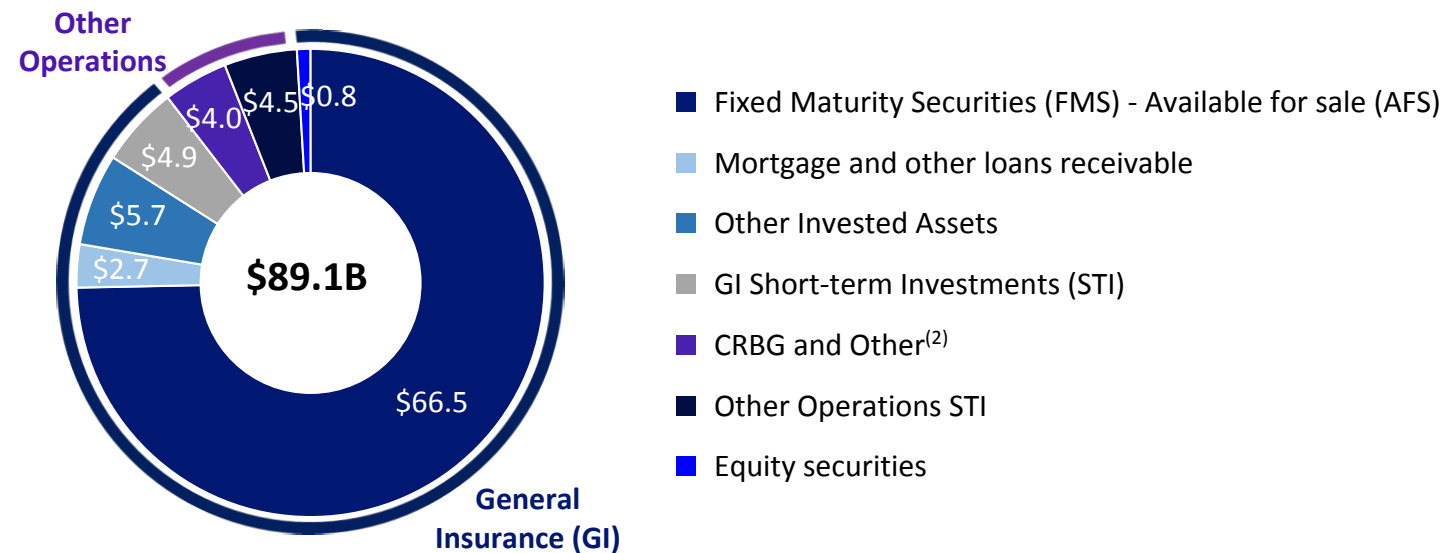 Other
Operations
$4.0
$4.5
$0.8
$4.9
$5.7
$2.7
$89.1B
$66.5
General
Insurance (GI)
Fixed Maturity Securities (FMS) - Available for sale (AFS)
Mortgage and other loans receivable
Other Invested Assets
GI Short-term Investments (STI)
CRBG and Other(2)
Other Operations STI
Equity securities